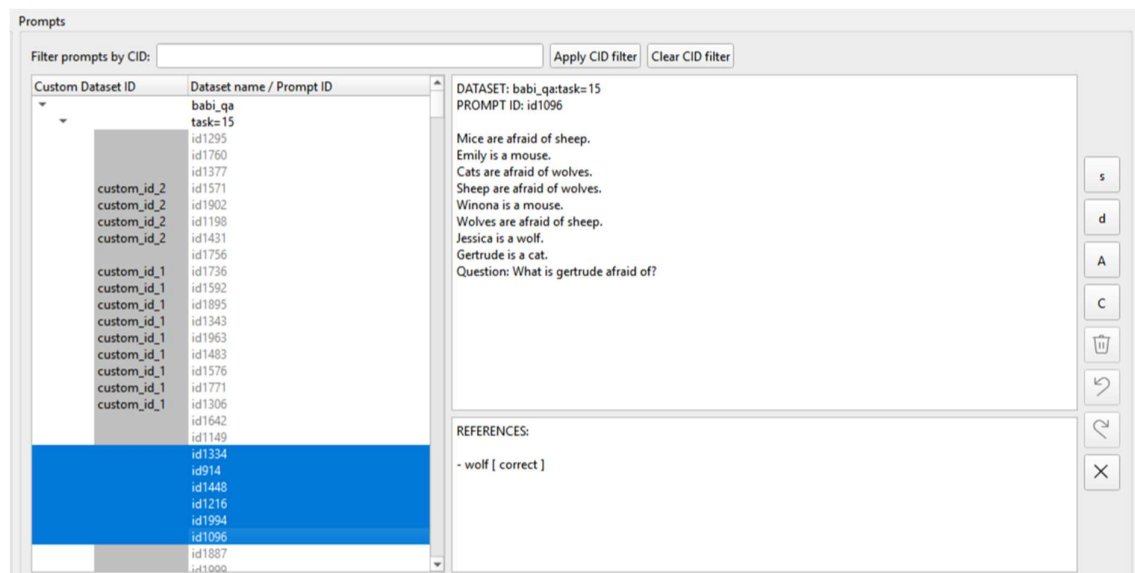 Prompts
Filter prompts by CID:
Apply CID filter
Clear CID filter
Custom Dataset ID Dataset name / Prompt ID
babi_qa
task=15
id1295
id1760
id1377
custom_id_2 id1571
custom_id_2 id1902
custom_id_2 id1198
custom_id_2 id1431
id1756
custom_id_1 id1736
custom_id_1 id1592
custom_id_1 id1895
custom_id_1 id1343
custom_id_1 id1963
custom_id_1 id1483
custom_id_1 id1576
custom_id_1 id1771
custom_id_1 id1306
id1642
id1149
id1334
id914
id1448
id1216
id1994
id1096
id1887
id1999
DATASET: babi_qa:task=15
PROMPT ID: id1096
Mice are afraid of sheep.
Emily is a mouse.
Cats are afraid of wolves.
Sheep are afraid of wolves.
Winona is a mouse.
Wolves are afraid of sheep.
Jessica is a wolf.
Gertrude is a cat.
Question: What is gertrude afraid of?
REFERENCES:
- wolf [ correct ]
s
d
A
C